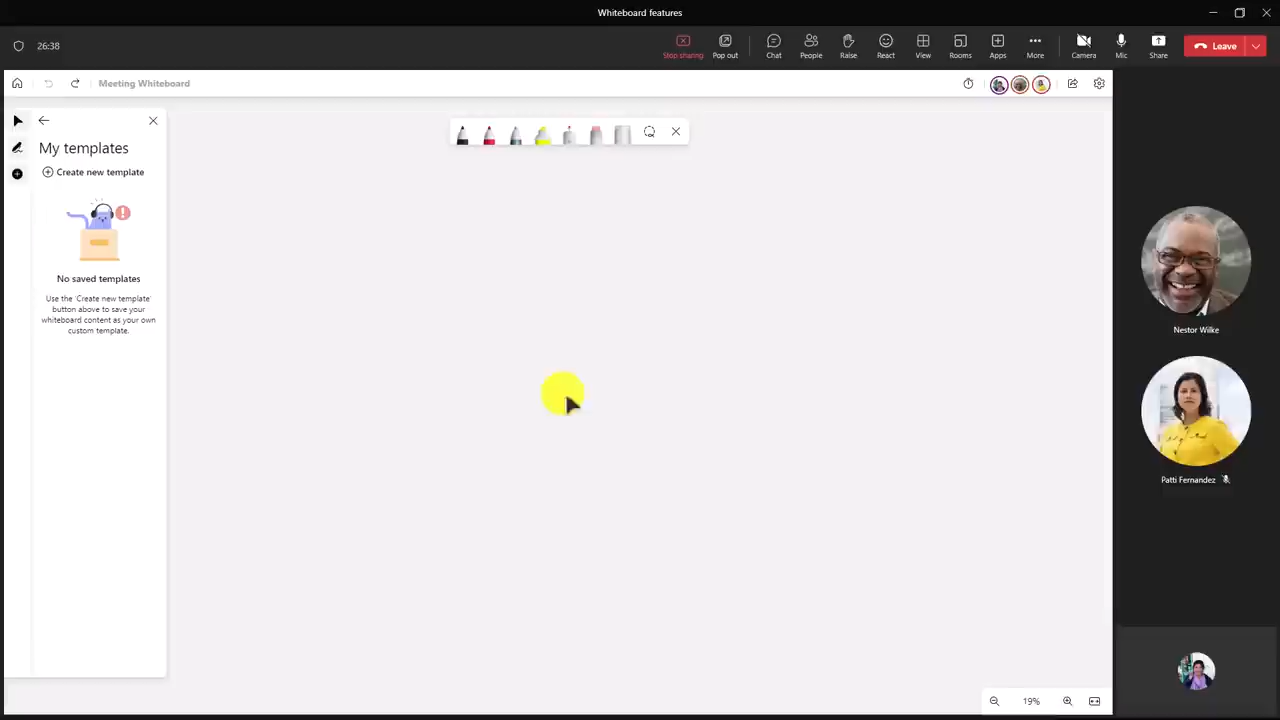 Whiteboard features
26:38
Stop sharing
Pop out
Chat
People
Raise
React
View
Rooms
Apps
More
Camera
Mic
Share
Leave
Meeting Whiteboard
My templates
Create new template
No saved templates
Use the 'Create new template'
button above to save your
whiteboard content as your own
custom template.
Nestor Wilke
Patti Fernandez
19%